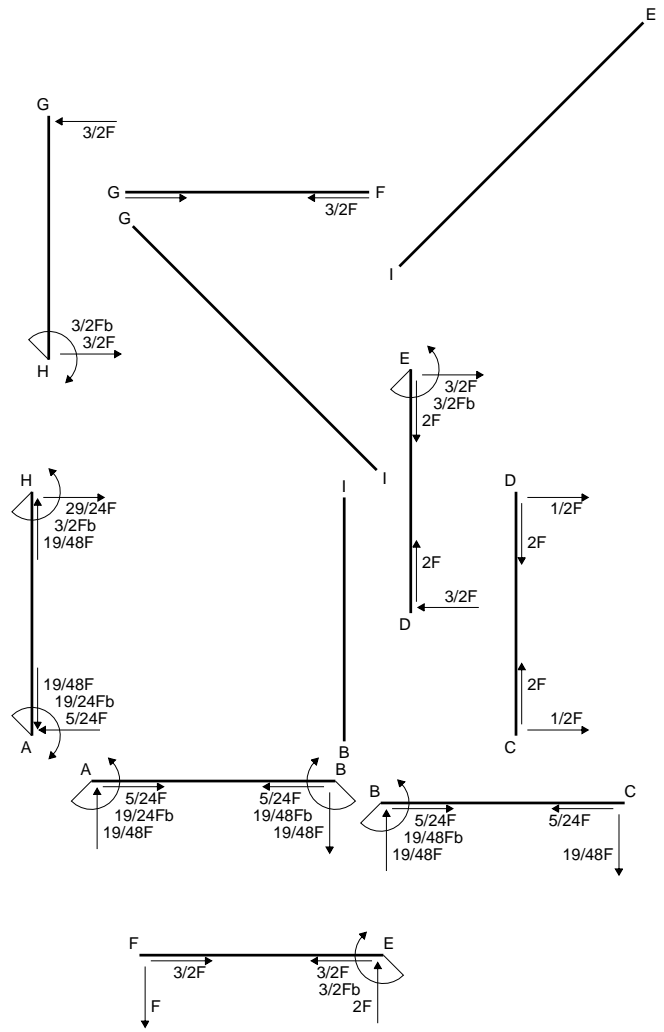 E
G
3/2F
G
F
3/2F
G
I
3/2Fb
3/2F
H
E
3/2F
3/2Fb
2F
I
H
I
D
29/24F
3/2Fb
19/48F
1/2F
2F
2F
3/2F
D
19/48F
19/24Fb
5/24F
A
2F
1/2F
C
B
A
B
5/24F
19/24Fb
19/48F
5/24F
19/48Fb
19/48F
B
C
5/24F
19/48Fb
19/48F
5/24F
19/48F
F
E
3/2F
F
3/2F
3/2Fb
2F